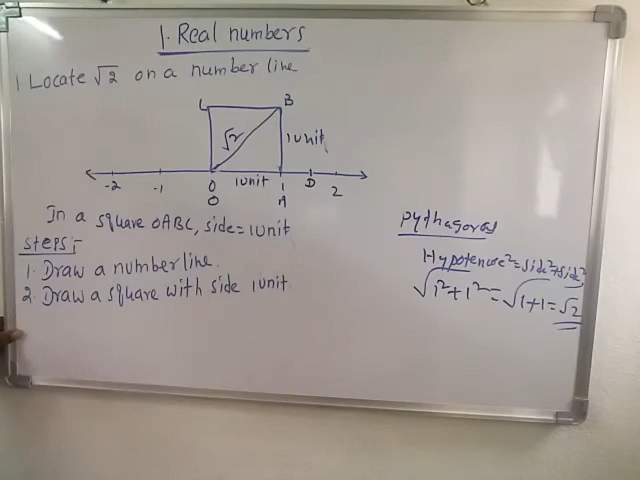 1. Real numbers
1 Locate √2 on a number line
C B
√2 1 unit
-2 -1 0 1unit 1 D 2
O A
In a square OABC, side = 1unit
Steps:-
1. Draw a number line.
2. Draw a square with side 1unit
Pythagoras
Hypotenuse² = side² + side²
√1²+1² = √1+1 = √2